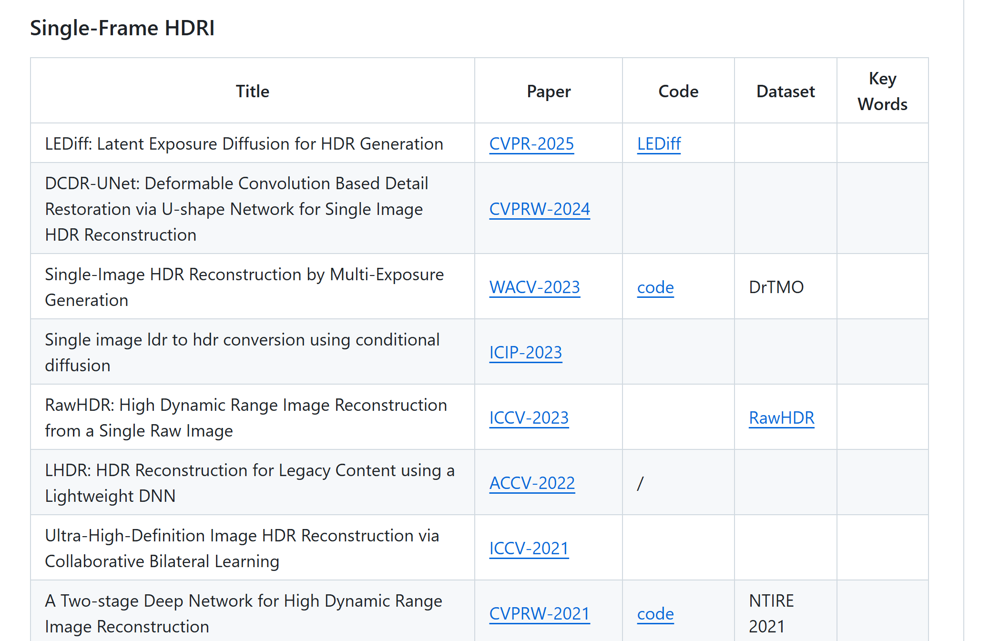 Single-Frame HDRI
Title
Paper
Code
Dataset
Key
Words
LEDiff: Latent Exposure Diffusion for HDR Generation
CVPR-2025
LEDiff
DCDR-UNet: Deformable Convolution Based Detail
Restoration via U-shape Network for Single Image
HDR Reconstruction
CVPRW-2024
Single-Image HDR Reconstruction by Multi-Exposure
Generation
WACV-2023
code
DrTMO
Single image ldr to hdr conversion using conditional
diffusion
ICIP-2023
RawHDR: High Dynamic Range Image Reconstruction
from a Single Raw Image
ICCV-2023
RawHDR
LHDR: HDR Reconstruction for Legacy Content using a
Lightweight DNN
ACCV-2022
/
Ultra-High-Definition Image HDR Reconstruction via
Collaborative Bilateral Learning
ICCV-2021
A Two-stage Deep Network for High Dynamic Range
Image Reconstruction
CVPRW-2021
code
NTIRE
2021